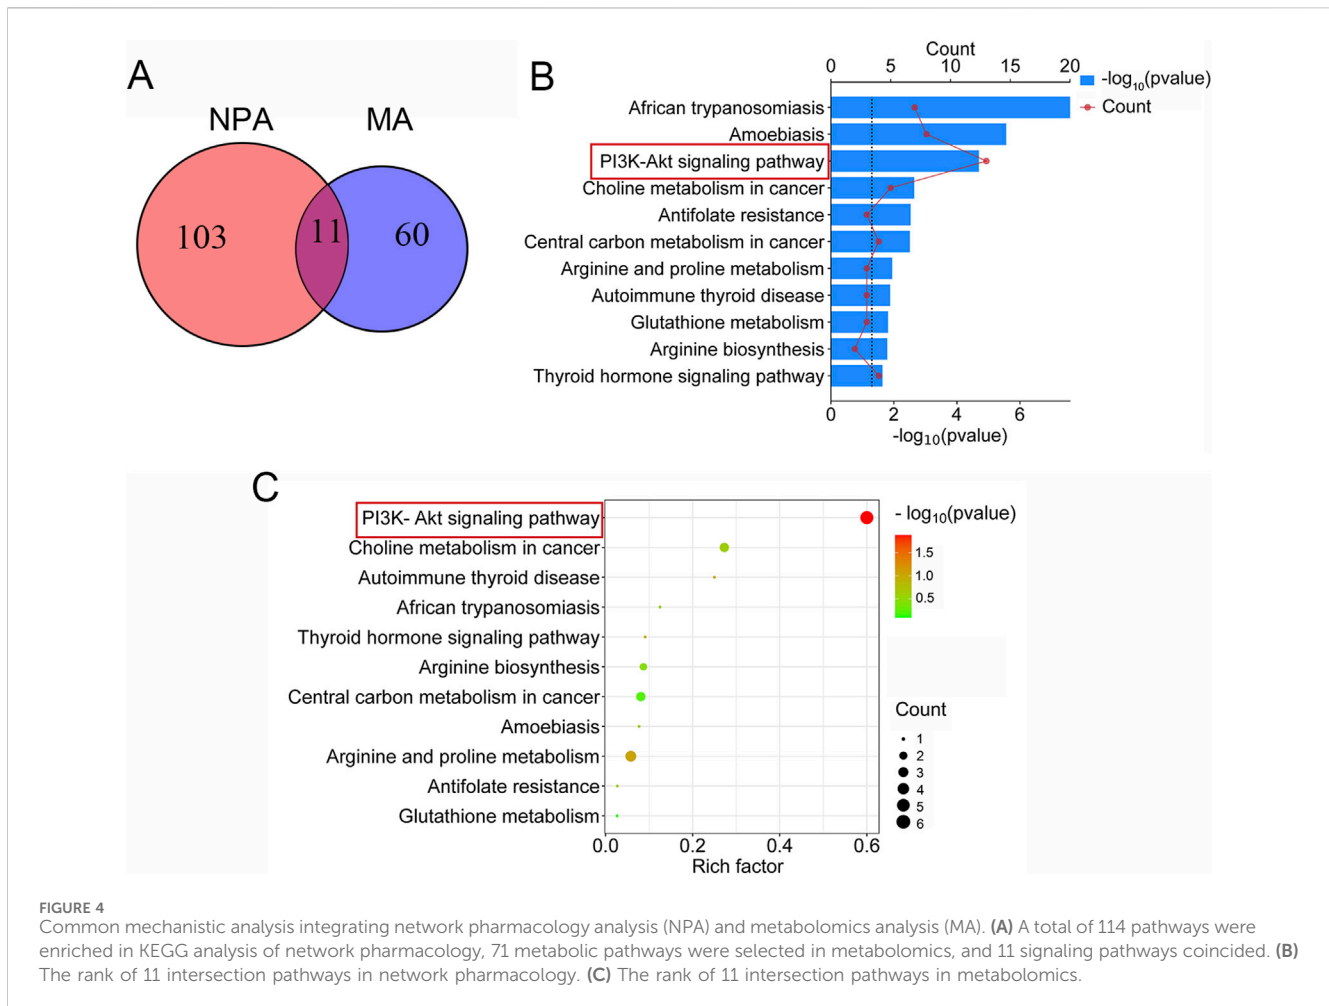 A
NPA
MA
103
11
60
B
Count
0 5 10 15 20
-log10(pvalue)
Count
African trypanosomiasis
Amoebiasis
PI3K-Akt signaling pathway
Choline metabolism in cancer
Antifolate resistance
Central carbon metabolism in cancer
Arginine and proline metabolism
Autoimmune thyroid disease
Glutathione metabolism
Arginine biosynthesis
Thyroid hormone signaling pathway
0 2 4 6
-log10(pvalue)
C
PI3K- Akt signaling pathway
Choline metabolism in cancer
Autoimmune thyroid disease
African trypanosomiasis
Thyroid hormone signaling pathway
Arginine biosynthesis
Central carbon metabolism in cancer
Amoebiasis
Arginine and proline metabolism
Antifolate resistance
Glutathione metabolism
0.0 0.2 0.4 0.6
Rich factor
- log10(pvalue)
1.5
1.0
0.5
Count
1
2
3
4
5
6
FIGURE 4
Common mechanistic analysis integrating network pharmacology analysis (NPA) and metabolomics analysis (MA). (A) A total of 114 pathways were
enriched in KEGG analysis of network pharmacology, 71 metabolic pathways were selected in metabolomics, and 11 signaling pathways coincided. (B)
The rank of 11 intersection pathways in network pharmacology. (C) The rank of 11 intersection pathways in metabolomics.